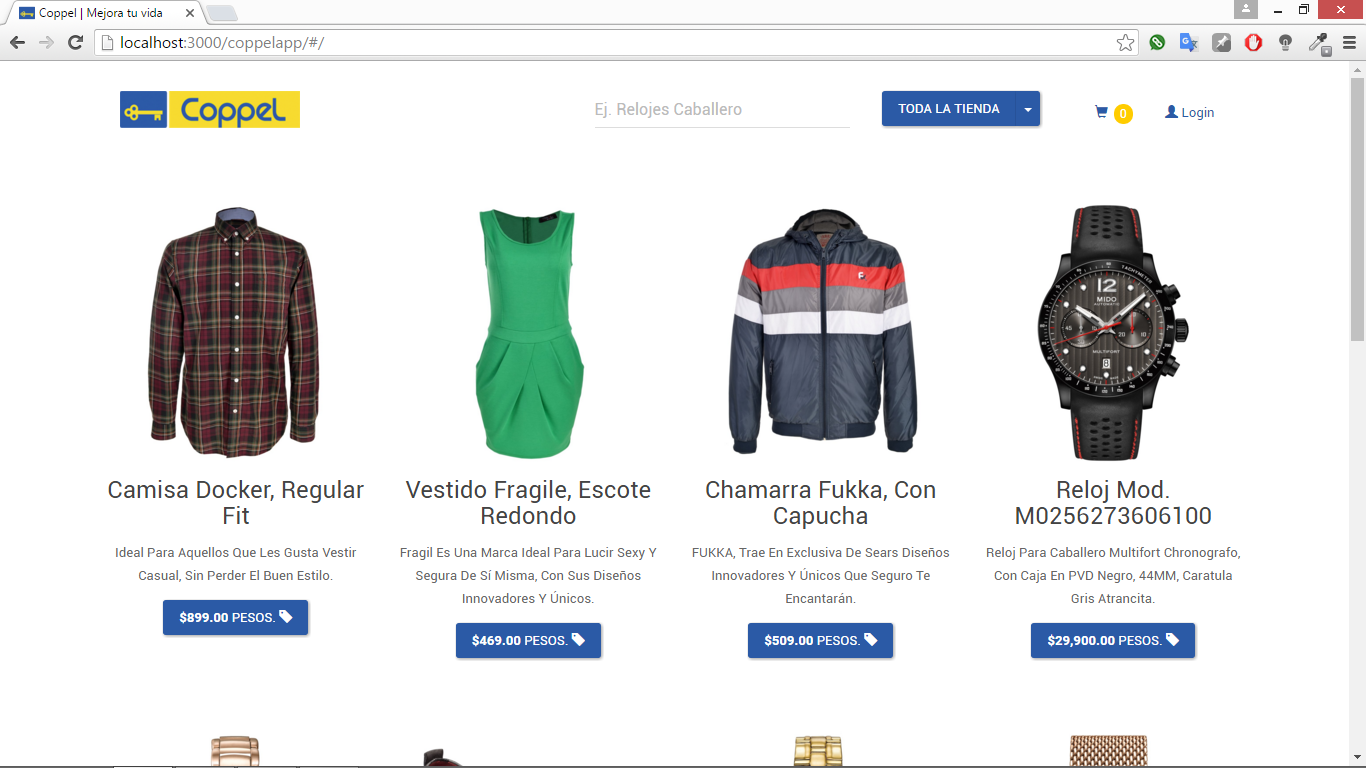 Coppel | Mejora tu vida
localhost:3000/coppelapp/#/
Coppel
Ej. Relojes Caballero
TODA LA TIENDA
0
Login
12
MIDO
AUTOMATIC
MULTIFORT
TACHYMETER
Camisa Docker, Regular
Fit
Ideal Para Aquellos Que Les Gusta Vestir
Casual, Sin Perder El Buen Estilo.
$899.00 PESOS.
Vestido Fragile, Escote
Redondo
Fragil Es Una Marca Ideal Para Lucir Sexy Y
Segura De Sí Misma, Con Sus Diseños
Innovadores Y Únicos.
$469.00 PESOS.
Chamarra Fukka, Con
Capucha
FUKKA, Trae En Exclusiva De Sears Diseños
Innovadores Y Únicos Que Seguro Te
Encantarán.
$509.00 PESOS.
Reloj Mod.
M0256273606100
Reloj Para Caballero Multifort Chronografo,
Con Caja En PVD Negro, 44MM, Caratula
Gris Atrancita.
$29,900.00 PESOS.